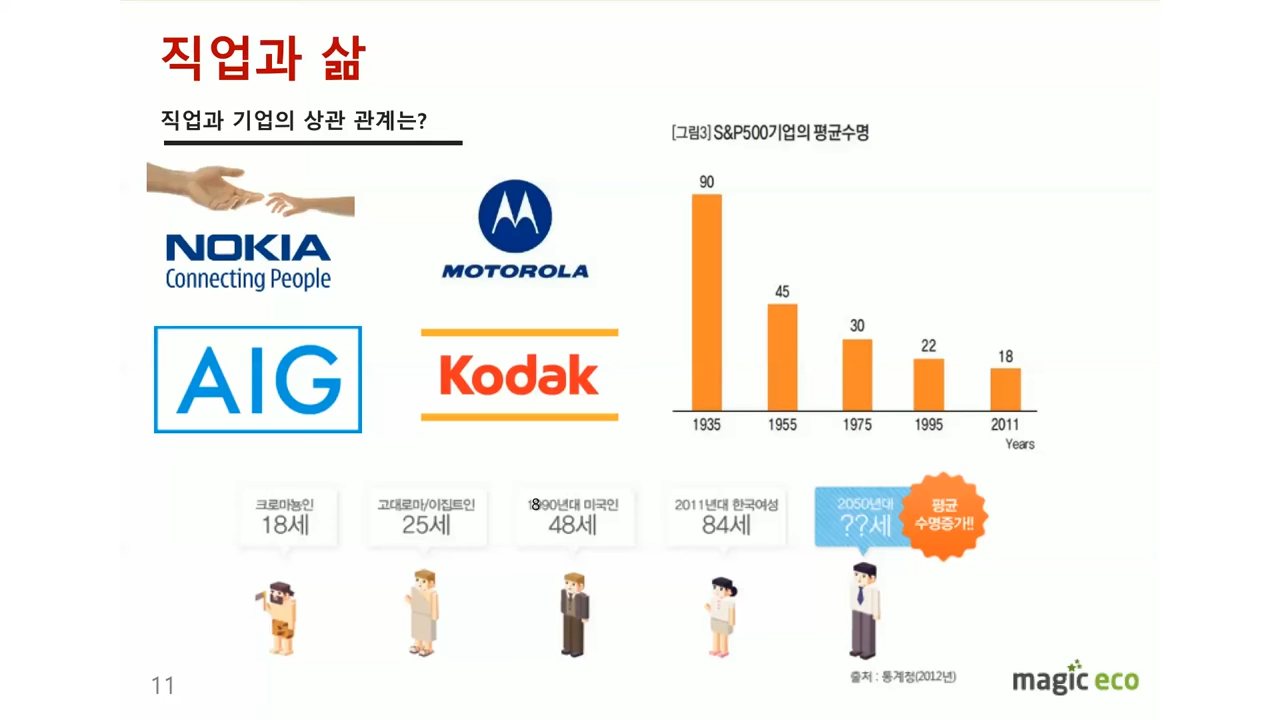 직업과 삶
직업과 기업의 상관 관계는?
NOKIA
Connecting People
MOTOROLA
AIG
Kodak
[그림3] S&P500기업의 평균수명
90
45
30
22
18
1935
1955
1975
1995
2011
Years
크로마뇽인
18세
고대로마/이집트인
25세
1890년대 미국인
48세
2011년대 한국여성
84세
2050년대
??세
평균
수명증가!!
출처 : 통계청(2012년)
11
magic eco